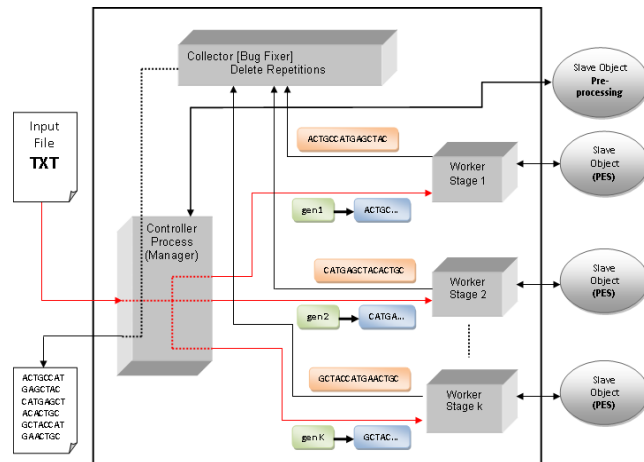 Collector [Bug Fixer]
Delete Repetitions
Slave Object
Pre-
processing
Input
File
TXT
ACTGCCATGAGCTAC
Worker
Stage 1
Slave
Object
(PES)
gen1
ACTGC...
Controller
Process
(Manager)
CATGAGCTACACTGC
Worker
Stage 2
Slave
Object
(PES)
gen2
CATGA...
ACTGCCAT
GAGCTAC
CATGAGCT
ACACTGC
GCTACCAT
GAACTGC
GCTACCATGAACTGC
Worker
Stage k
Slave
Object
(PES)
genK
GCTAC...